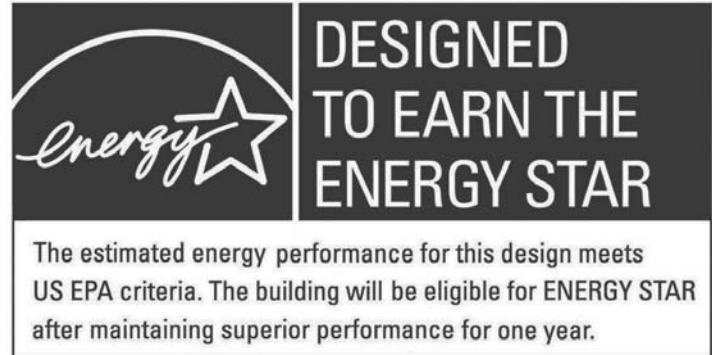 energy
DESIGNED
TO EARN THE
ENERGY STAR
The estimated energy performance for this design meets
US EPA criteria. The building will be eligible for ENERGY STAR
after maintaining superior performance for one year.